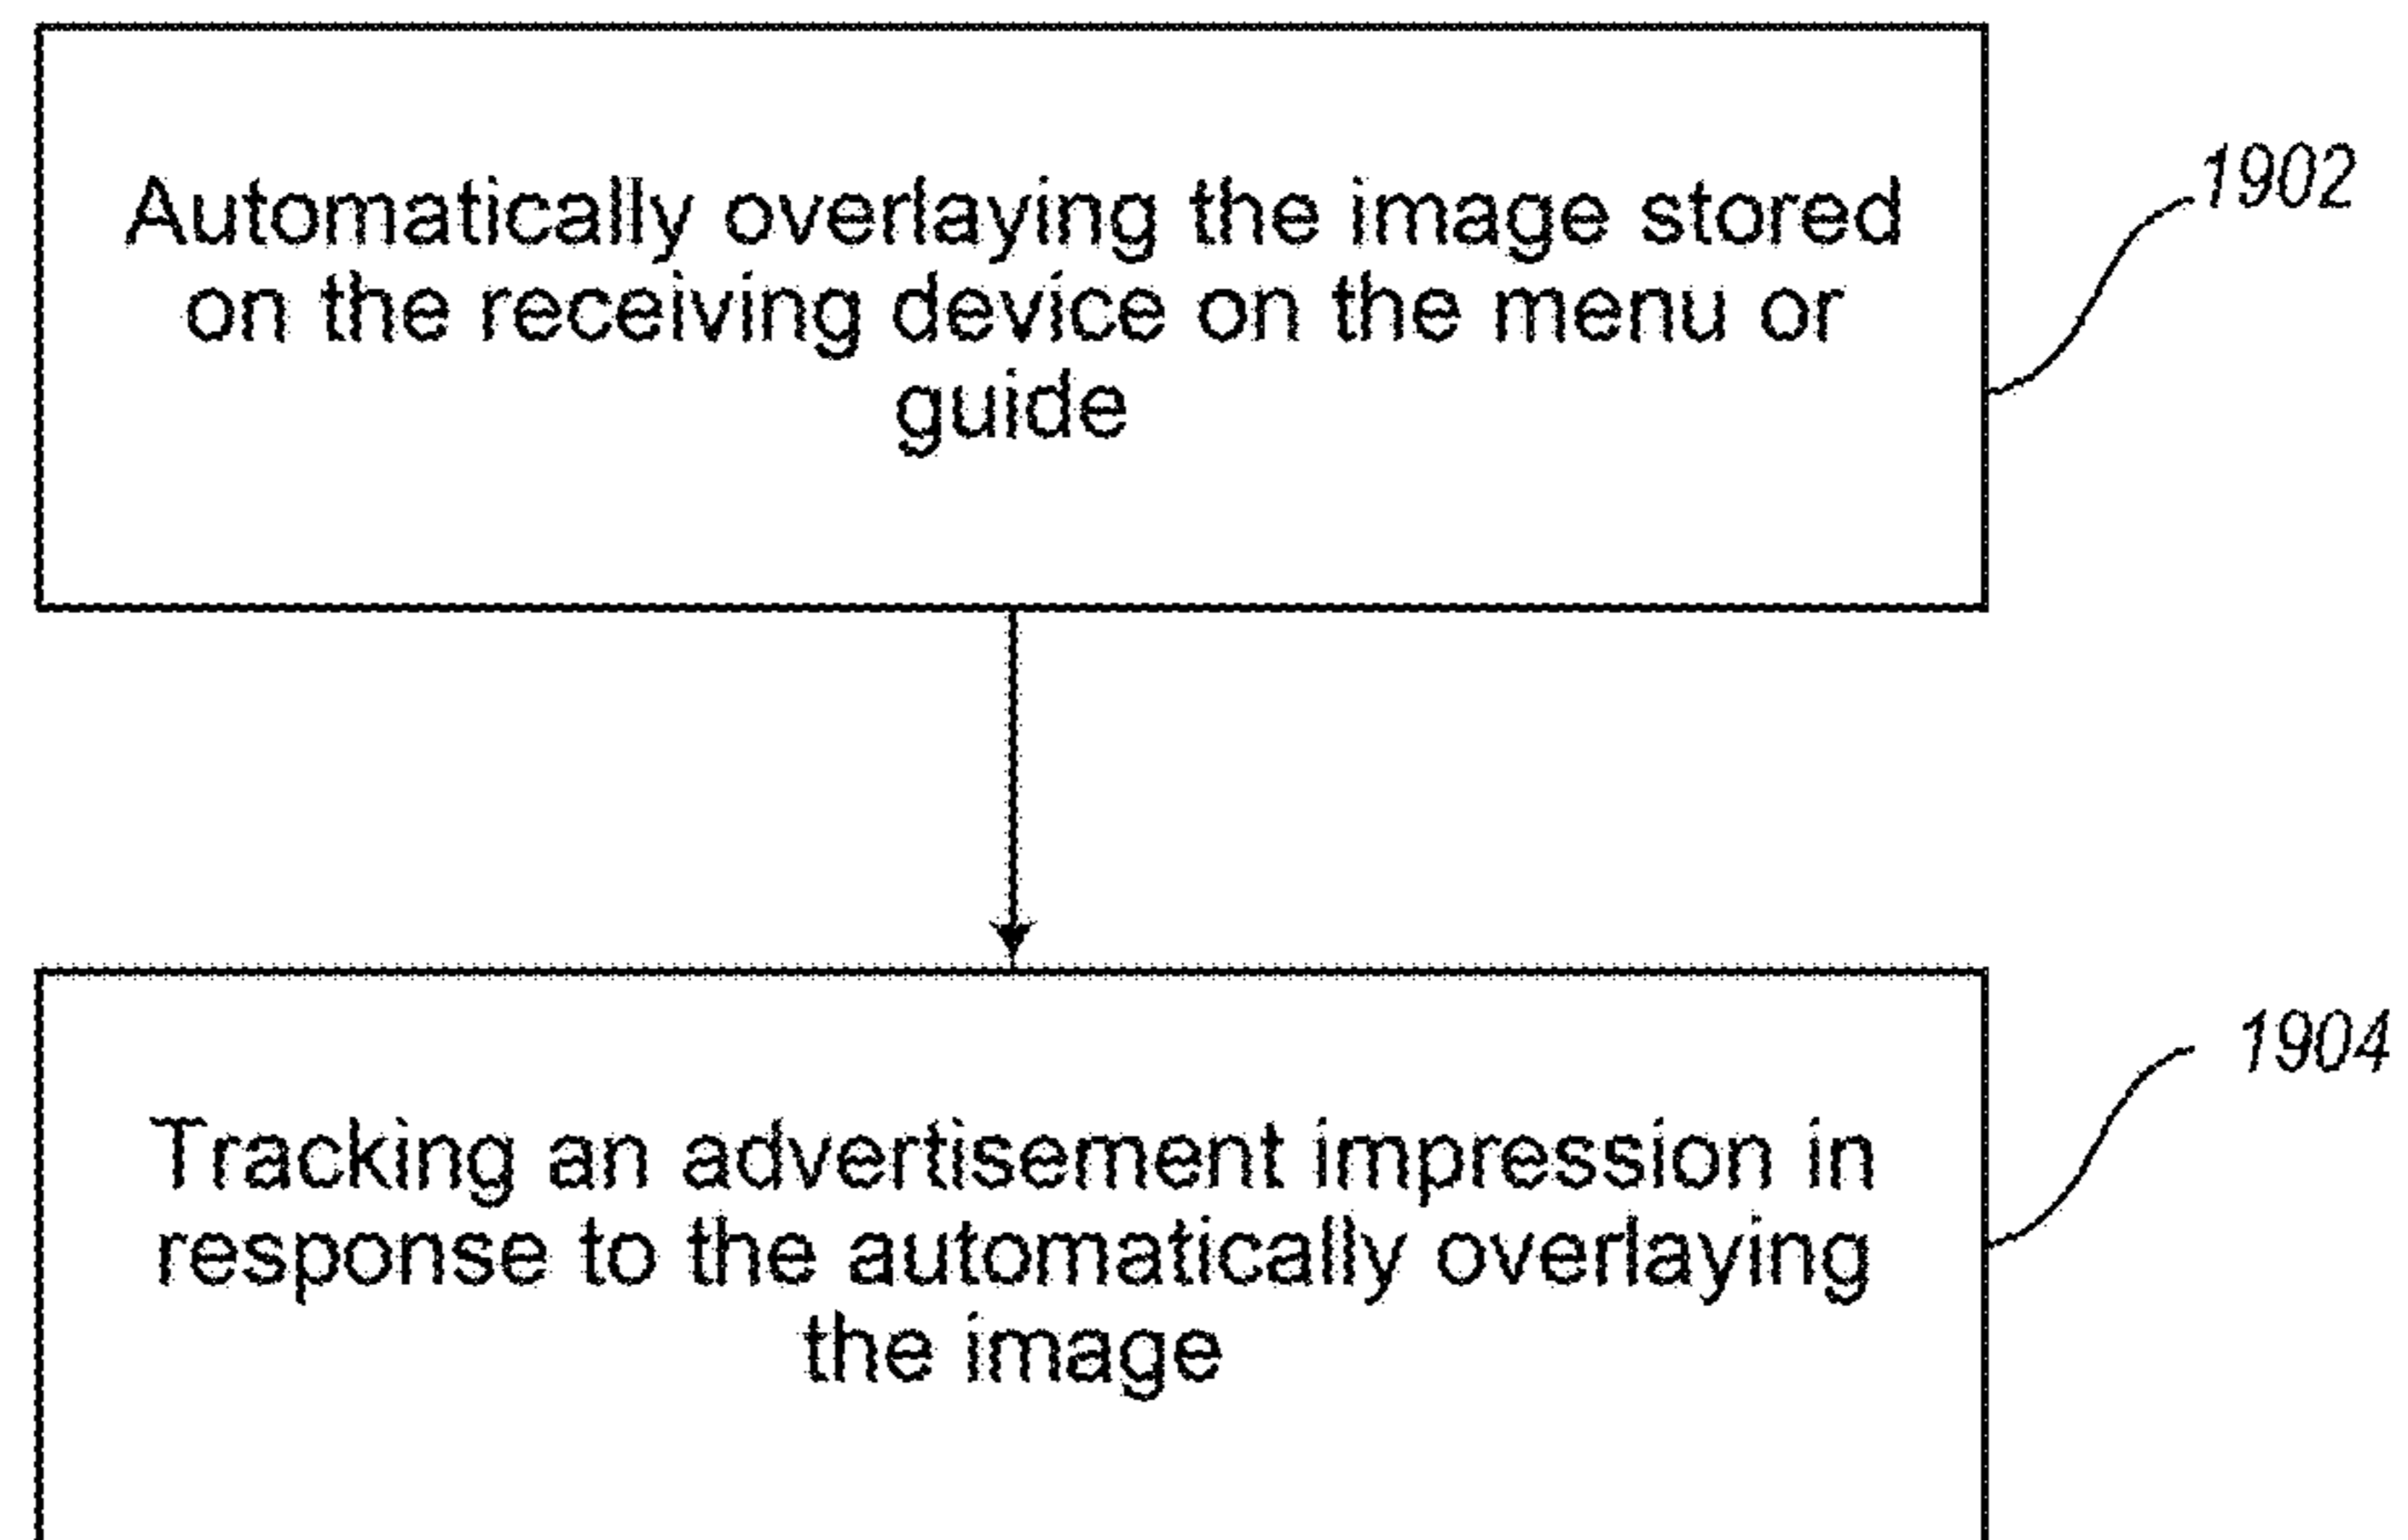 Automatically overlaying the image stored
on the receiving device on the menu or
guide
1902
Tracking an advertisement impression in
response to the automatically overlaying
the image
1904